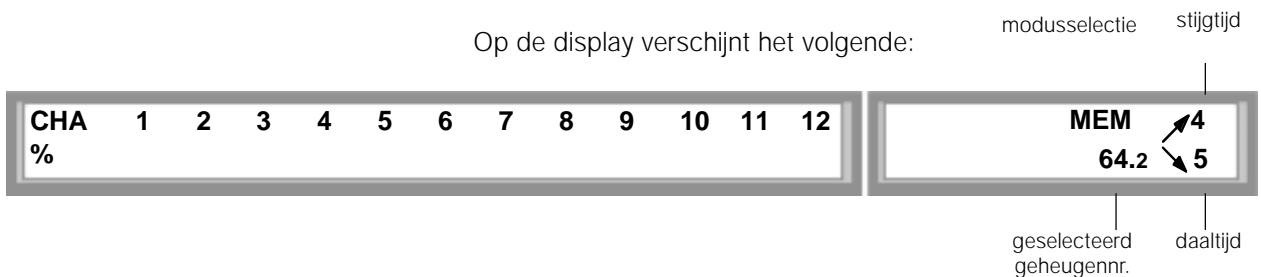 modusselectie stijgtijd
Op de display verschijnt het volgende:
CHA 1 2 3 4 5 6 7 8 9 10 11 12
%
MEM 4
64.2 5
geselecteerd geheugennr.
daaltijd